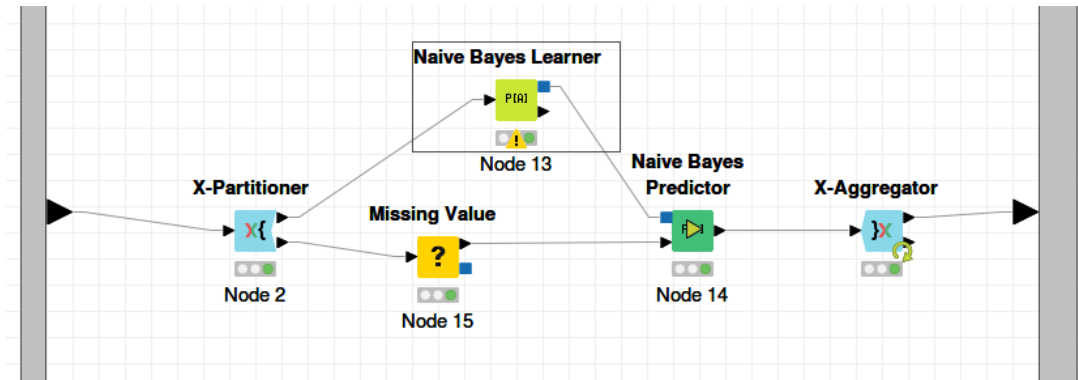 Naive Bayes Learner
P[A]
Node 13
Naive Bayes
Predictor
X-Partitioner
X-Aggregator
Missing Value
X{
?
}X
Node 2
Node 14
Node 15